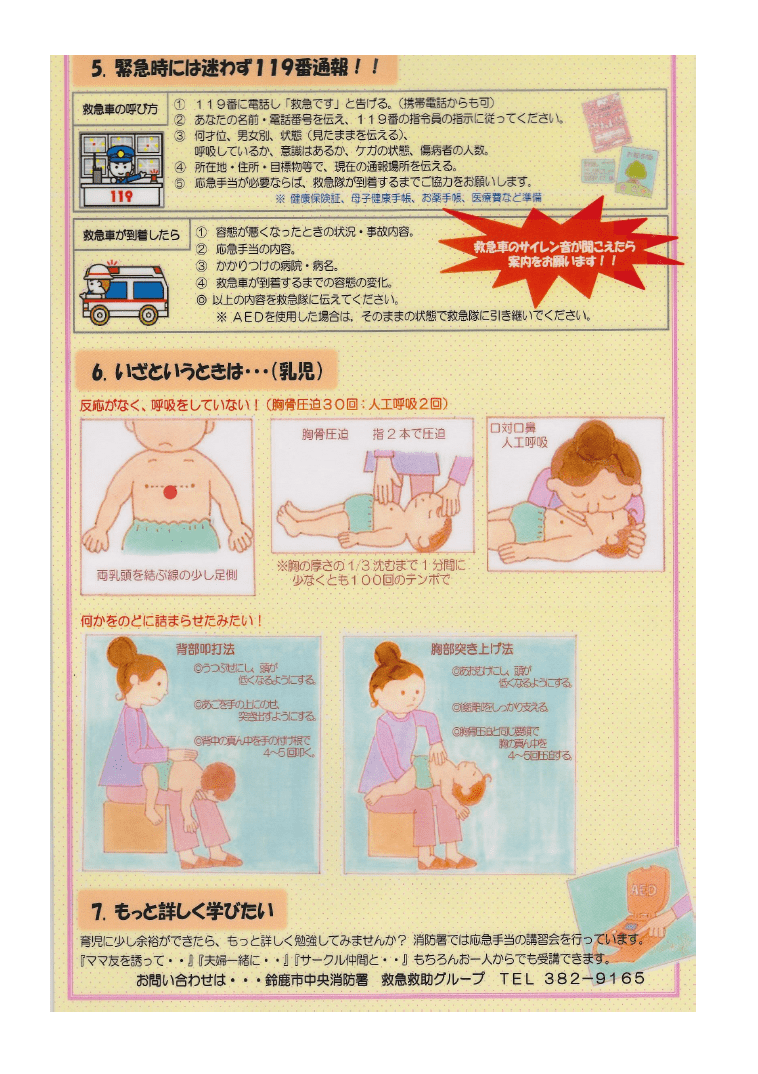 5. 緊急時には迷わず119番通報!!
救急車の呼び方
① 119番に電話し「救急です」と告げる。(携帯電話からも可)
② あなたの名前・電話番号を伝え、119番の指令員の指示に従ってください。
③ 何才位、男女別、状態(見たままを伝える)、
呼吸しているか、意識はあるか、ケガの状態、傷病者の人数。
④ 所在地・住所・目標物等で、現在の通報場所を伝える。
⑤ 応急手当が必要ならば、救急隊が到着するまでご協力をお願いします。
※ 健康保険証、母子健康手帳、お薬手帳、医療費など準備
119
救急車が到着したら
① 容態が悪くなったときの状況・事故内容。
② 応急手当の内容。
③ かかりつけの病院・病名。
④ 救急車が到着するまでの容態の変化。
◎ 以上の内容を救急隊に伝えてください。
※ AEDを使用した場合は、そのままの状態で救急隊に引き継いでください。
救急車のサイレン音が聞こえたら
案内をお願います!!
6. いざというときは・・・(乳児)
反応がなく、呼吸をしていない!(胸骨圧迫30回:人工呼吸2回)
両乳頭を結ぶ線の少し足側
胸骨圧迫 指2本で圧迫
※胸の厚さの1/3沈むまで1分間に
少なくとも100回のテンポで
口対口鼻
人工呼吸
何かをのどに詰まらせたみたい!
背部叩打法
◎うつぶせにし、頭が
低くなるようにする。
◎あごを手の上にのせ、
突き出すようにする。
◎背中の真ん中を手の付け根で
4~5回叩く。
胸部突き上げ法
◎あおむけにし、頭が
低くなるようにする。
をしっかり支える。
◎胸骨圧迫と同じ要領で
胸の真ん中を
4~5回圧迫する。
7. もっと詳しく学びたい
AED
育児に少し余裕ができたら、もっと詳しく勉強してみませんか? 消防署では応急手当の講習会を行っています。
『ママ友を誘って・・』『夫婦一緒に・・』『サークル仲間と・・』もちろんお一人からでも受講できます。
お問い合わせは・・・鈴鹿市中央消防署 救急救助グループ TEL 382-9165